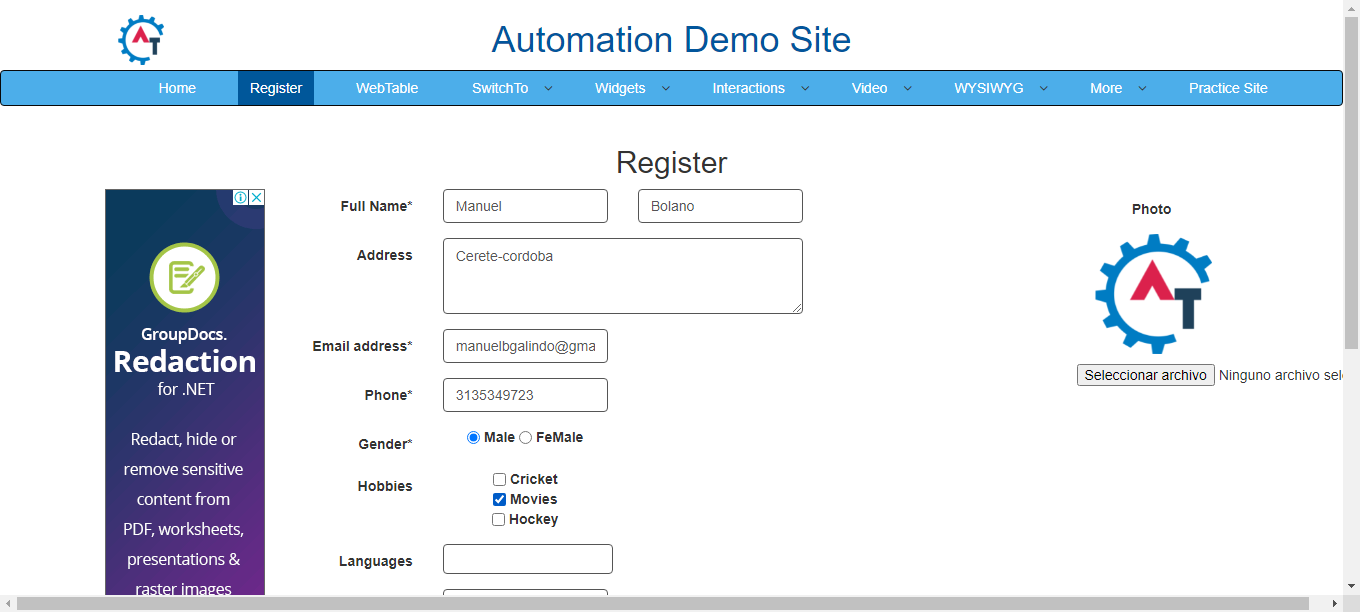 Automation Demo Site
Home Register WebTable SwitchTo Widgets Interactions Video WYSIWYG More Practice Site
Register
GroupDocs.
Redaction
for .NET
Redact, hide or
remove sensitive
content from
PDF, worksheets,
presentations &
raster images
Full Name* Manuel Bolano
Address Cerete-cordoba
Email address* manuelbgalindo@gma
Phone* 3135349723
Gender* Male FeMale
Hobbies Cricket
Movies
Hockey
Languages
Photo
AT
Seleccionar archivo Ninguno archivo sel